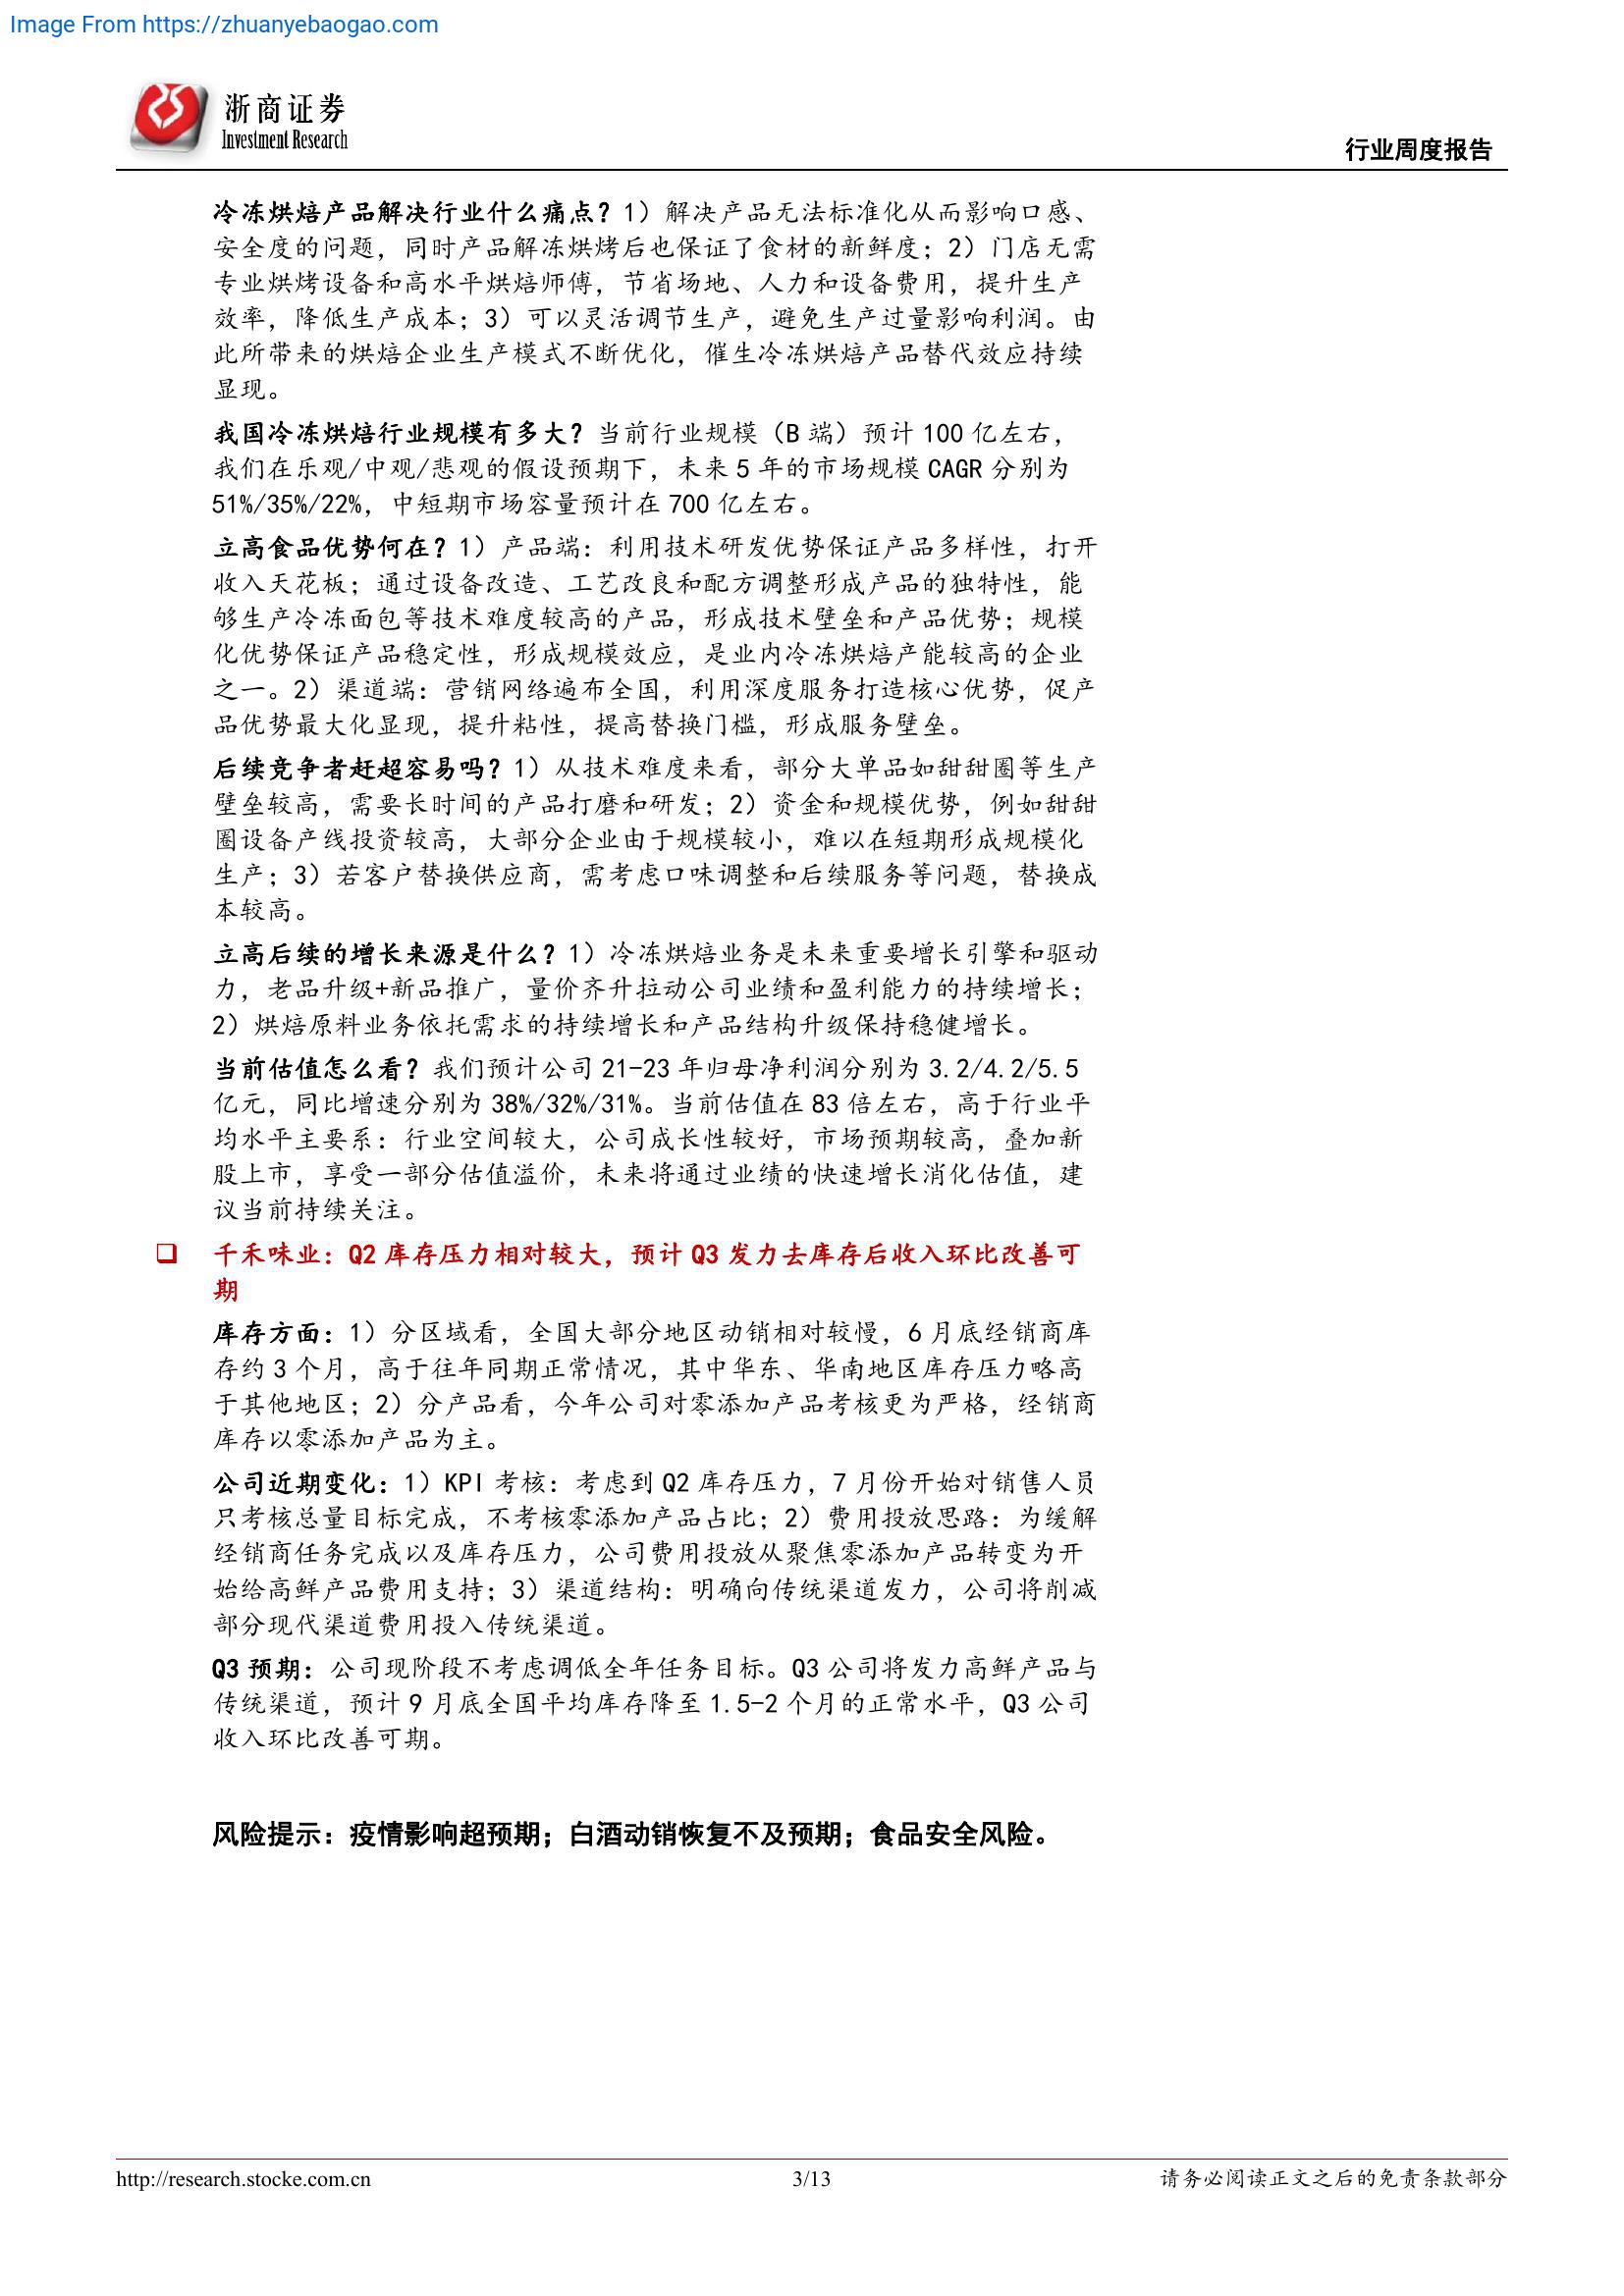 Image From https://zhuanyebaogao.com
浙商证券
Investment Research
行业周度报告
冷冻烘焙产品解决行业什么痛点？1）解决产品无法标准化从而影响口感、
安全度的问题，同时产品解冻烘烤后也保证了食材的新鲜度；2）门店无需
专业烘烤设备和高水平烘焙师傅，节省场地、人力和设备费用，提升生产
效率，降低生产成本；3）可以灵活调节生产，避免生产过量影响利润。由
此所带来的烘焙企业生产模式不断优化，催生冷冻烘焙产品替代效应持续
显现。
我国冷冻烘焙行业规模有多大？当前行业规模（B 端）预计 100 亿左右，
我们在乐观/中观/悲观的假设预期下，未来 5 年的市场规模 CAGR 分别为
51%/35%/22%，中短期市场容量预计在 700 亿左右。
立高食品优势何在？1）产品端：利用技术研发优势保证产品多样性，打开
收入天花板；通过设备改造、工艺改良和配方调整形成产品的独特性，能
够生产冷冻面包等技术难度较高的产品，形成技术壁垒和产品优势；规模
化优势保证产品稳定性，形成规模效应，是业内冷冻烘焙产能较高的企业
之一。2）渠道端：营销网络遍布全国，利用深度服务打造核心优势，促产
品优势最大化显现，提升粘性，提高替换门槛，形成服务壁垒。
后续竞争者赶超容易吗？1）从技术难度来看，部分大单品如甜甜圈等生产
壁垒较高，需要长时间的产品打磨和研发；2）资金和规模优势，例如甜甜
圈设备产线投资较高，大部分企业由于规模较小，难以在短期形成规模化
生产；3）若客户替换供应商，需考虑口味调整和后续服务等问题，替换成
本较高。
立高后续的增长来源是什么？1）冷冻烘焙业务是未来重要增长引擎和驱动
力，老品升级+新品推广，量价齐升拉动公司业绩和盈利能力的持续增长；
2）烘焙原料业务依托需求的持续增长和产品结构升级保持稳健增长。
当前估值怎么看？我们预计公司 21-23 年归母净利润分别为 3.2/4.2/5.5
亿元，同比增速分别为 38%/32%/31%。当前估值在 83 倍左右，高于行业平
均水平主要系：行业空间较大，公司成长性较好，市场预期较高，叠加新
股上市，享受一部分估值溢价，未来将通过业绩的快速增长消化估值，建
议当前持续关注。
❑ 千禾味业：Q2 库存压力相对较大，预计 Q3 发力去库存后收入环比改善可
期
库存方面：1）分区域看，全国大部分地区动销相对较慢，6 月底经销商库
存约 3 个月，高于往年同期正常情况，其中华东、华南地区库存压力略高
于其他地区；2）分产品看，今年公司对零添加产品考核更为严格，经销商
库存以零添加产品为主。
公司近期变化：1）KPI 考核：考虑到 Q2 库存压力，7 月份开始对销售人员
只考核总量目标完成，不考核零添加产品占比；2）费用投放思路：为缓解
经销商任务完成以及库存压力，公司费用投放从聚焦零添加产品转变为开
始给高鲜产品费用支持；3）渠道结构：明确向传统渠道发力，公司将削减
部分现代渠道费用投入传统渠道。
Q3 预期：公司现阶段不考虑调低全年任务目标。Q3 公司将发力高鲜产品与
传统渠道，预计 9 月底全国平均库存降至 1.5-2 个月的正常水平，Q3 公司
收入环比改善可期。
风险提示：疫情影响超预期；白酒动销恢复不及预期；食品安全风险。
http://research.stocke.com.cn
3/13
请务必阅读正文之后的免责条款部分